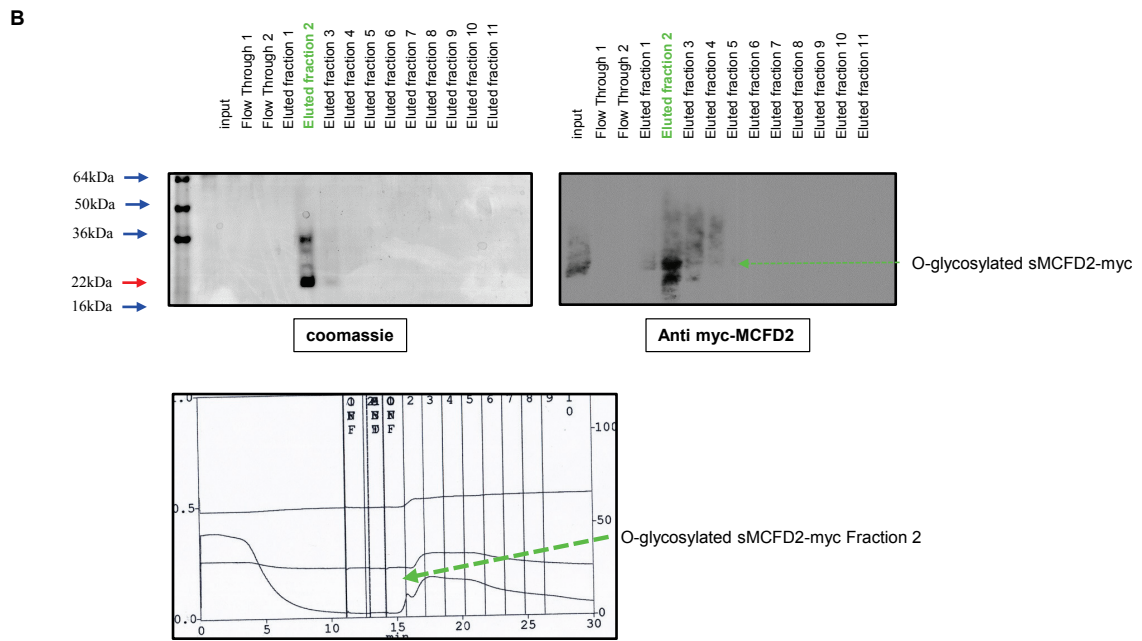 B
input
Flow Through 1
Flow Through 2
Eluted fraction 1
Eluted fraction 2
Eluted fraction 3
Eluted fraction 4
Eluted fraction 5
Eluted fraction 6
Eluted fraction 7
Eluted fraction 8
Eluted fraction 9
Eluted fraction 10
Eluted fraction 11
input
Flow Through 1
Flow Through 2
Eluted fraction 1
Eluted fraction 2
Eluted fraction 3
Eluted fraction 4
Eluted fraction 5
Eluted fraction 6
Eluted fraction 7
Eluted fraction 8
Eluted fraction 9
Eluted fraction 10
Eluted fraction 11
64kDa
50kDa
36kDa
22kDa
16kDa
O-glycosylated sMCFD2-myc
coomassie
Anti myc-MCFD2
2 3 4 5 6 7 8 9 10
1.0
0.5
0.0
100
50
0
O-glycosylated sMCFD2-myc Fraction 2
0 5 10 15 20 25 30
min